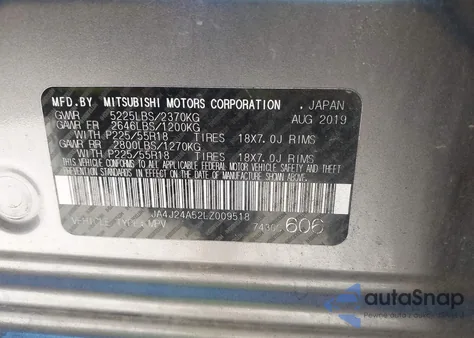 MFD.BY MITSUBISHI MOTORS CORPORATION . JAPAN
GVWR 5225LBS/2370KG AUG 2019
GAWR FR 2646LBS/1200KG
WITH P225/55R18 TIRES 18X7.0J RIMS
GAWR RR 2800LBS/1270KG
WITH P225/55R18 TIRES 18X7.0J RIMS
THIS VEHICLE CONFORMS TO ALL APPLICABLE FEDERAL MOTOR VEHICLE SAFETY AND
THEFT PREVENTION STANDARDS IN EFFECT ON THE DATE OF MANUFACTURE SHOWN ABOVE.
JA4J24A52LZ009518
VEHICLE TYPE: MPV 606
autoSnap